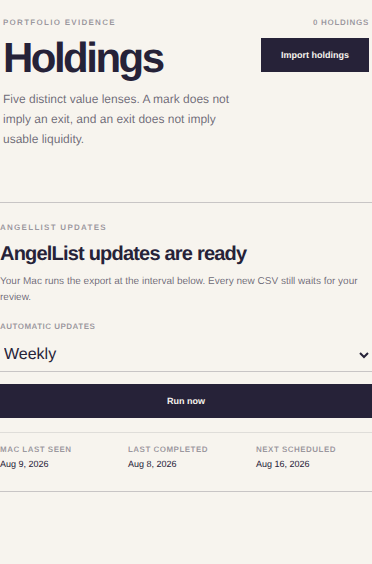 PORTFOLIO EVIDENCE
0 HOLDINGS
Holdings
Import holdings
Five distinct value lenses. A mark does not
imply an exit, and an exit does not imply
usable liquidity.
ANGELLIST UPDATES
AngelList updates are ready
Your Mac runs the export at the interval below. Every new CSV still waits for your
review.
AUTOMATIC UPDATES
Weekly
Run now
MAC LAST SEEN
LAST COMPLETED
NEXT SCHEDULED
Aug 9, 2026
Aug 8, 2026
Aug 16, 2026